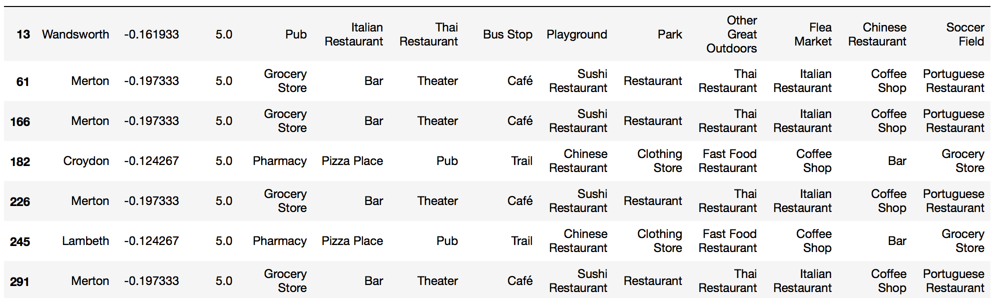 13 Wandsworth -0.161933 5.0 Pub Italian Restaurant Thai Restaurant Bus Stop Playground Park Other Great Outdoors Flea Market Chinese Restaurant Soccer Field
61 Merton -0.197333 5.0 Grocery Store Bar Theater Café Sushi Restaurant Restaurant Thai Restaurant Italian Restaurant Coffee Shop Portuguese Restaurant
166 Merton -0.197333 5.0 Grocery Store Bar Theater Café Sushi Restaurant Restaurant Thai Restaurant Italian Restaurant Coffee Shop Portuguese Restaurant
182 Croydon -0.124267 5.0 Pharmacy Pizza Place Pub Trail Chinese Restaurant Clothing Store Fast Food Restaurant Coffee Shop Bar Grocery Store
226 Merton -0.197333 5.0 Grocery Store Bar Theater Café Sushi Restaurant Restaurant Thai Restaurant Italian Restaurant Coffee Shop Portuguese Restaurant
245 Lambeth -0.124267 5.0 Pharmacy Pizza Place Pub Trail Chinese Restaurant Clothing Store Fast Food Restaurant Coffee Shop Bar Grocery Store
291 Merton -0.197333 5.0 Grocery Store Bar Theater Café Sushi Restaurant Restaurant Thai Restaurant Italian Restaurant Coffee Shop Portuguese Restaurant